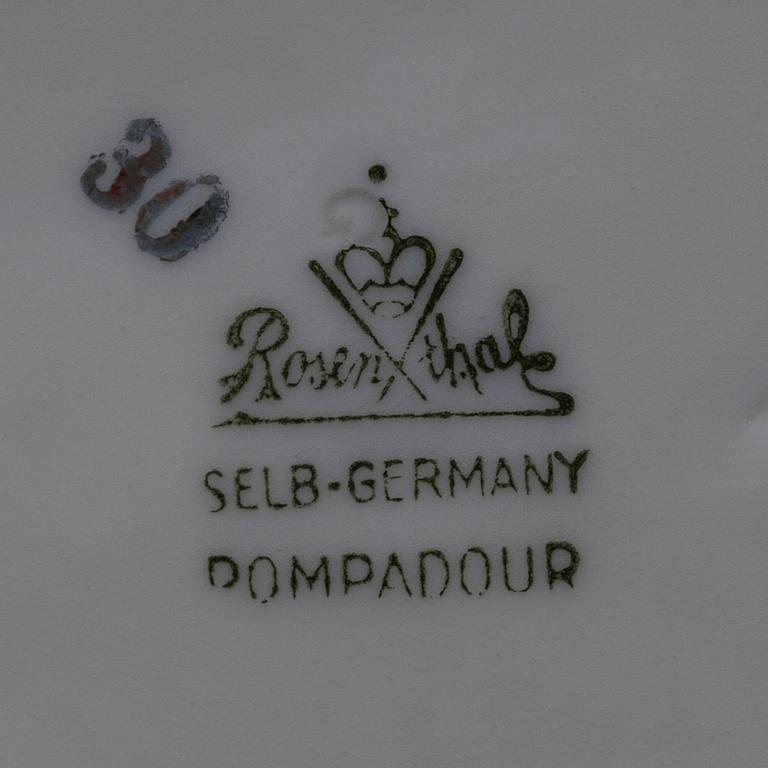 30
Rosenthal
SELB-GERMANY
POMPADOUR